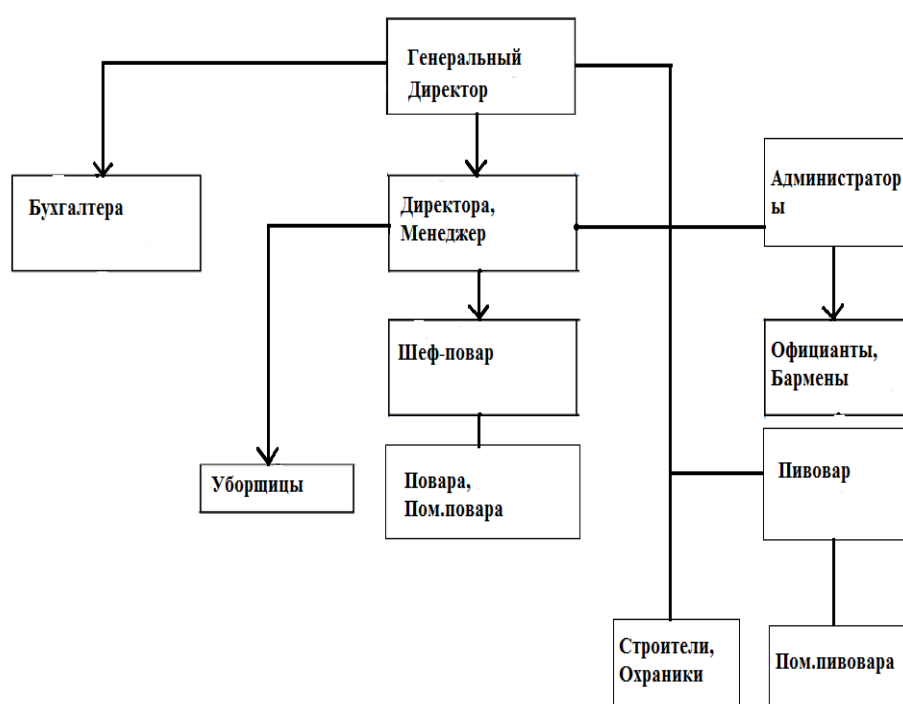 Генеральный
Директор
Бухгалтера
Директора,
Менеджер
Администратор
ы
Шеф-повар
Официанты,
Бармены
Уборщицы
Повара,
Пом.повара
Пивовар
Строители,
Охраники
Пом.пивовара